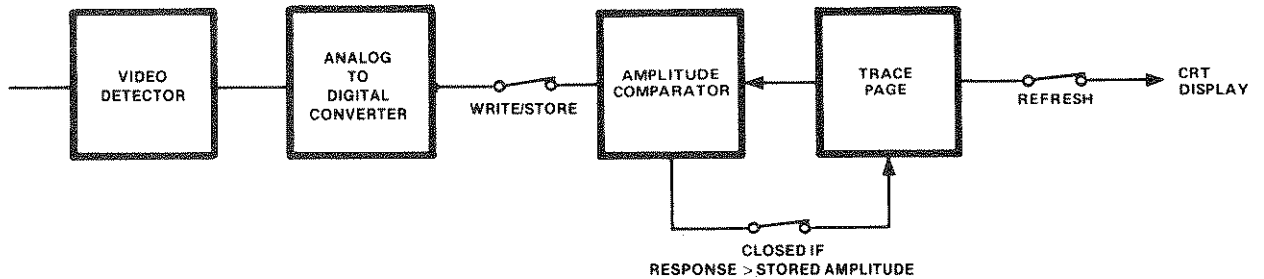 VIDEO
DETECTOR
ANALOG
TO
DIGITAL
CONVERTER
WRITE/STORE
AMPLITUDE
COMPARATOR
TRACE
PAGE
REFRESH
CRT
DISPLAY
CLOSED IF
RESPONSE > STORED AMPLITUDE